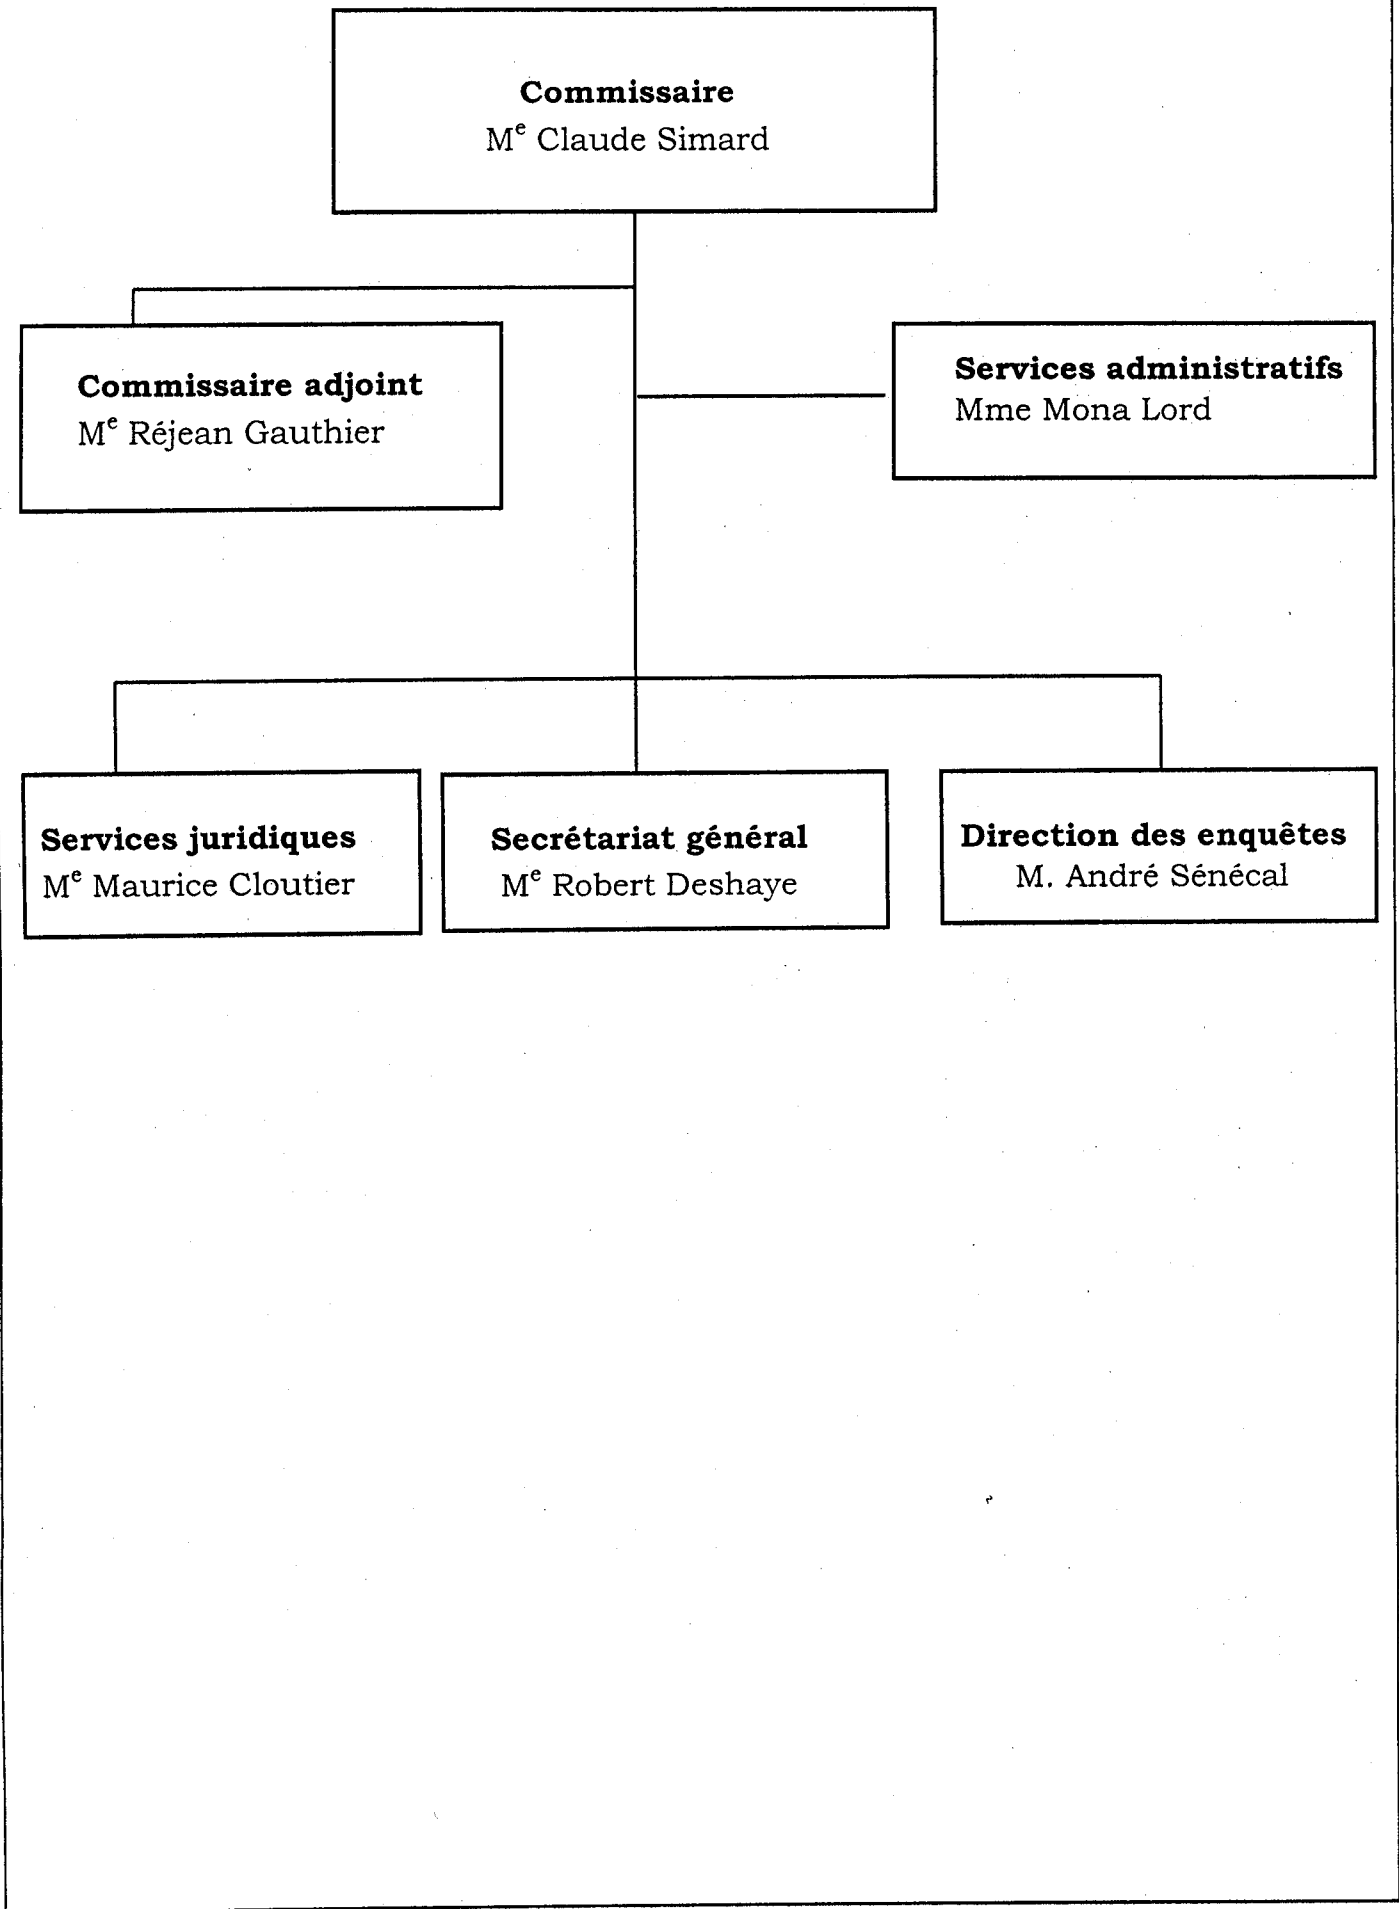 Commissaire
Me Claude Simard
Commissaire adjoint
Me Réjean Gauthier
Services administratifs
Mme Mona Lord
Services juridiques
Me Maurice Cloutier
Secrétariat général
Me Robert Deshaye
Direction des enquêtes
M. André Sénécal